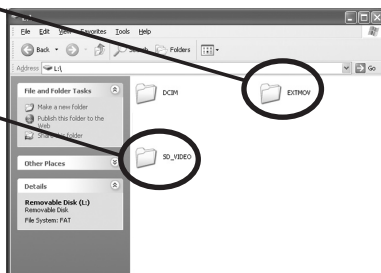 File Edit View Favorites Tools Help
Back Search Folders
Address L:\ Go
File and Folder Tasks
Make a new folder
Publish this folder to the
Web
Share this folder
Other Places
Details
Removable Disk (L:)
Removable Disk
File System: FAT
DCIM
EXTMOV
SD_VIDEO